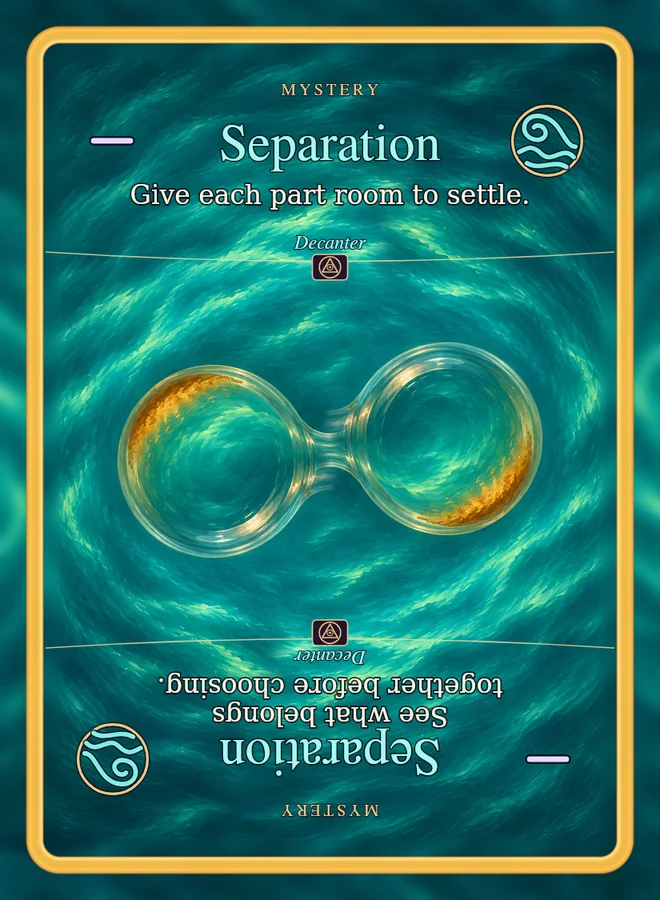 MYSTERY
Separation
Give each part room to settle.
Decanter
Decanter
See what belongs
together before choosing.
Separation
MYSTERY